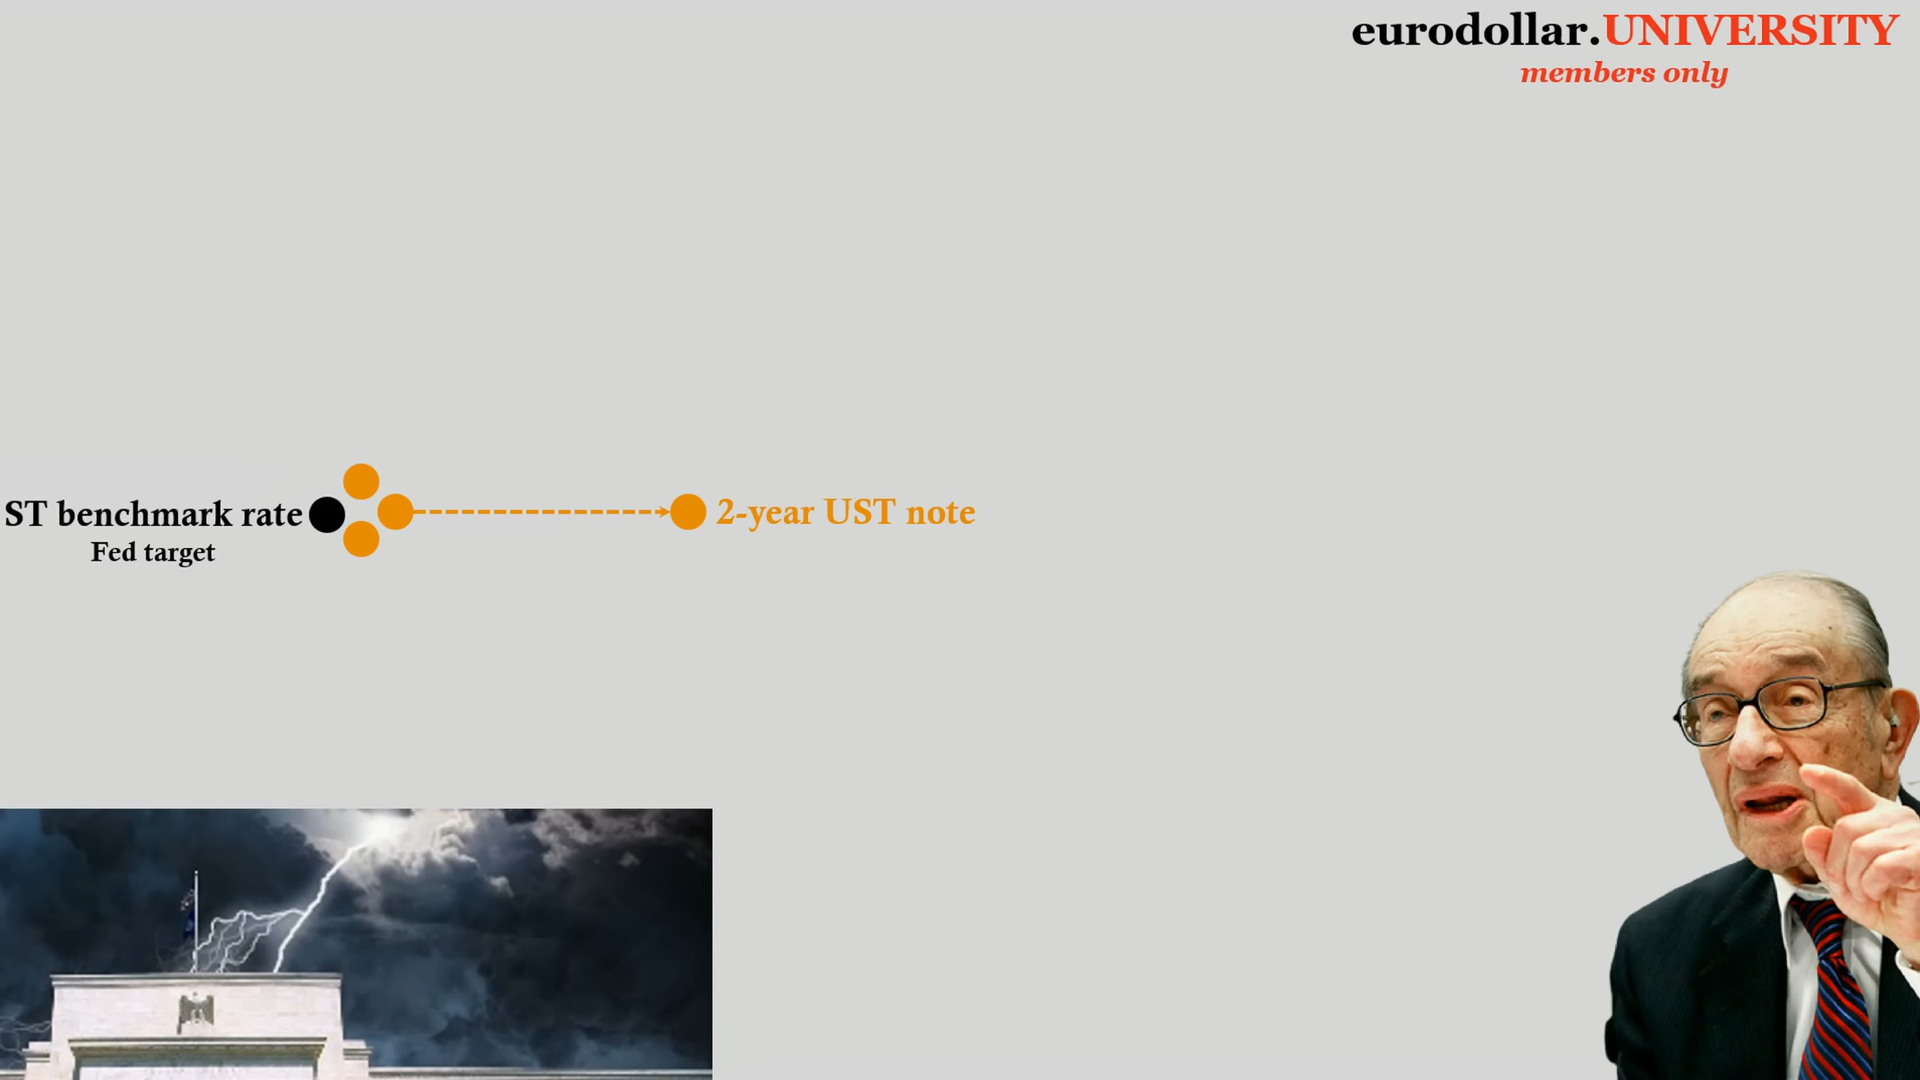 eurodollar.UNIVERSITY
members only
ST benchmark rate
Fed target
2-year UST note